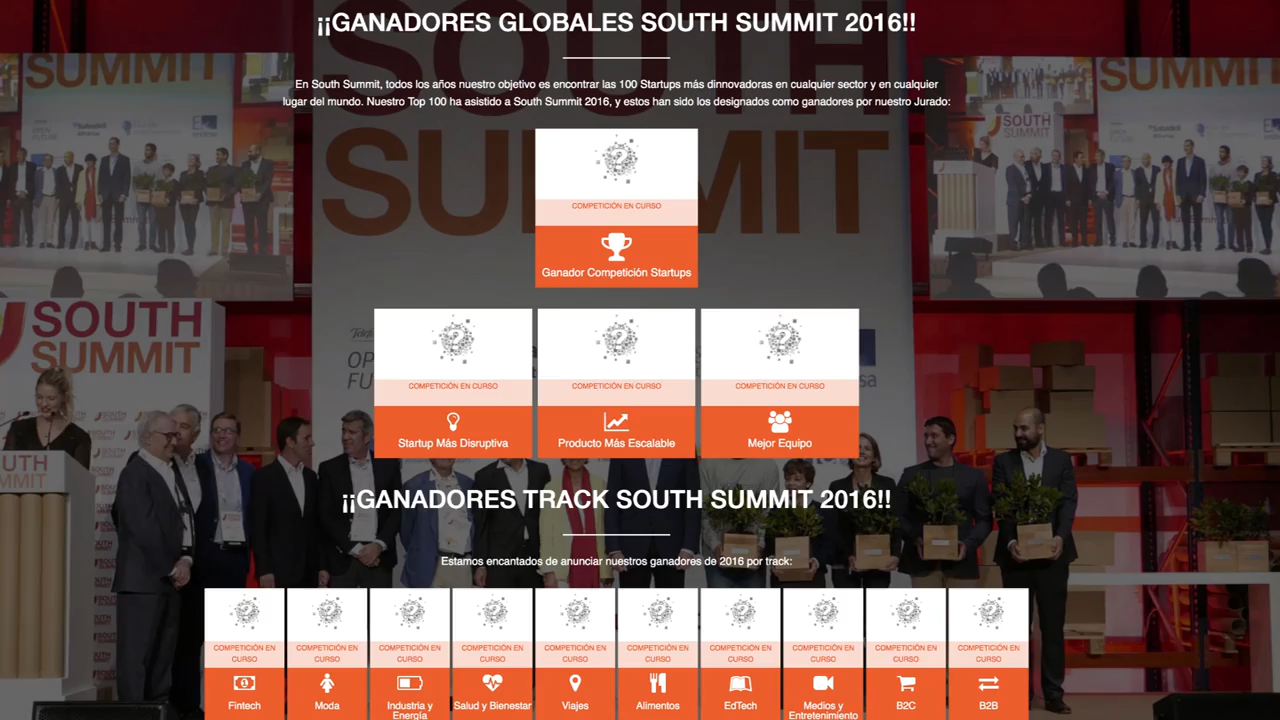 ¡¡GANADORES GLOBALES SOUTH SUMMIT 2016!!
En South Summit, todos los años nuestro objetivo es encontrar las 100 Startups más dinnovadoras en cualquier sector y en cualquier
lugar del mundo. Nuestro Top 100 ha asistido a South Summit 2016, y estos han sido los designados como ganadores por nuestro Jurado:
COMPETICIÓN EN CURSO
Ganador Competición Startups
COMPETICIÓN EN CURSO
COMPETICIÓN EN CURSO
COMPETICIÓN EN CURSO
Startup Más Disruptiva
Producto Más Escalable
Mejor Equipo
¡¡GANADORES TRACK SOUTH SUMMIT 2016!!
Estamos encantados de anunciar nuestros ganadores de 2016 por track:
COMPETICIÓN EN
CURSO
COMPETICIÓN EN
CURSO
COMPETICIÓN EN
CURSO
COMPETICIÓN EN
CURSO
COMPETICIÓN EN
CURSO
COMPETICIÓN EN
CURSO
COMPETICIÓN EN
CURSO
COMPETICIÓN EN
CURSO
COMPETICIÓN EN
CURSO
COMPETICIÓN EN
CURSO
Fintech
Moda
Industria y
Energía
Salud y Bienestar
Viajes
Alimentos
EdTech
Medios y
Entretenimiento
B2C
B2B
SUMMIT
SOUTH
SUMMIT
SUMMIT
SOUTH
SUMMIT
SOUTH
SUMMIT
UTH
MMIT